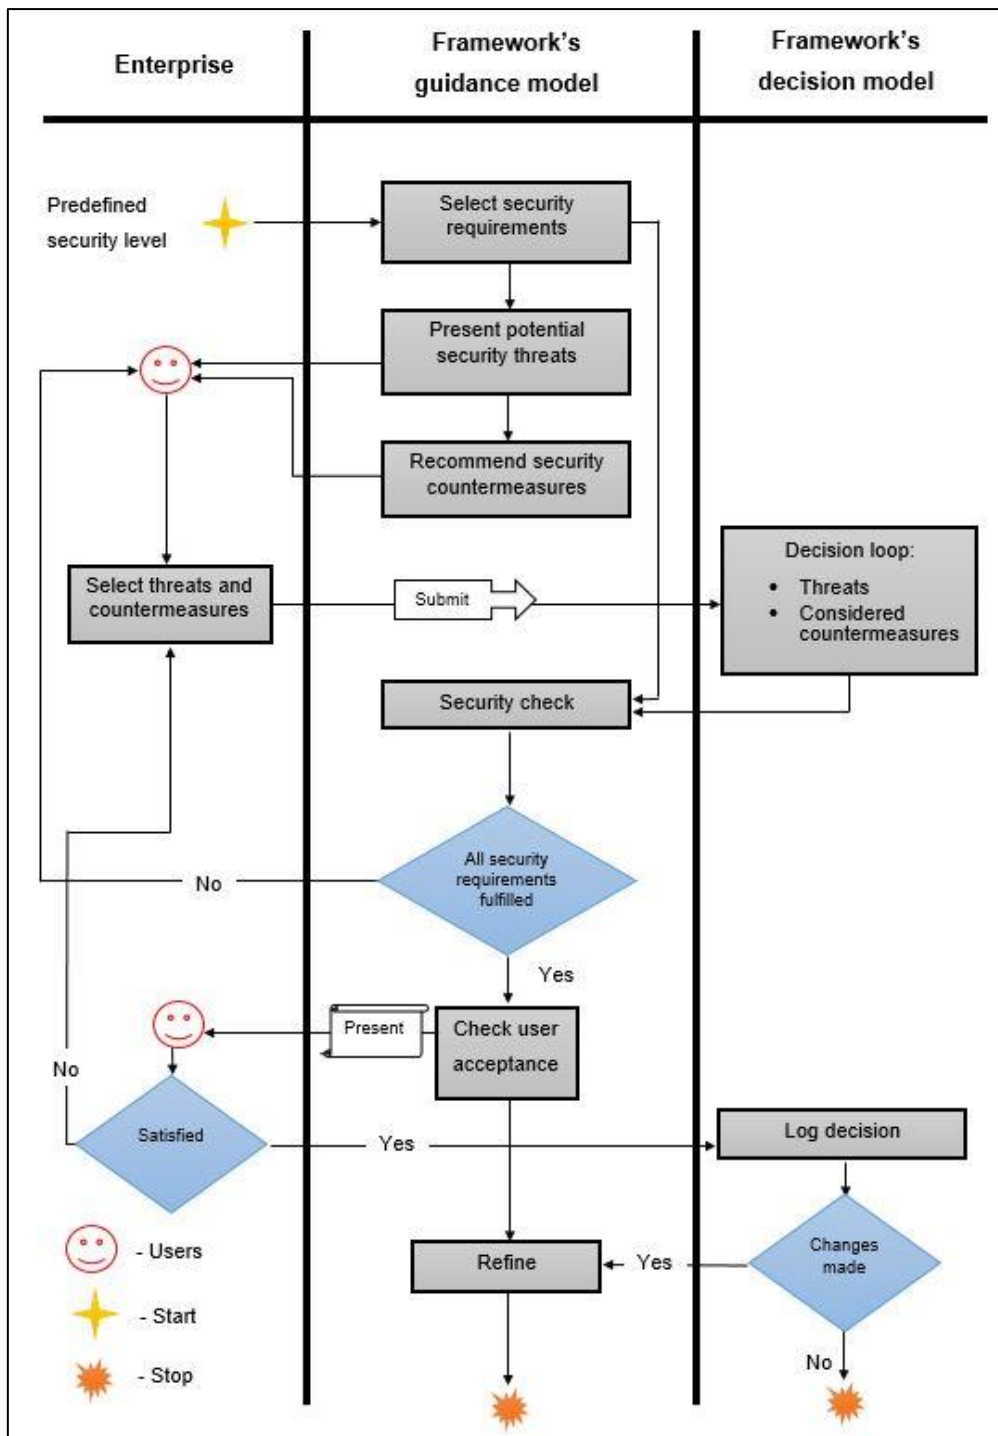 Enterprise
Framework's
guidance model
Framework's
decision model
Predefined
security level
Select security
requirements
Present potential
security threats
Recommend security
countermeasures
Select threats and
countermeasures
Submit
Decision loop:
• Threats
• Considered
countermeasures
Security check
All security
requirements
fulfilled
No
Yes
Present
Check user
acceptance
No
Satisfied
Yes
Log decision
- Users
Refine
Yes
Changes
made
- Start
- Stop
No